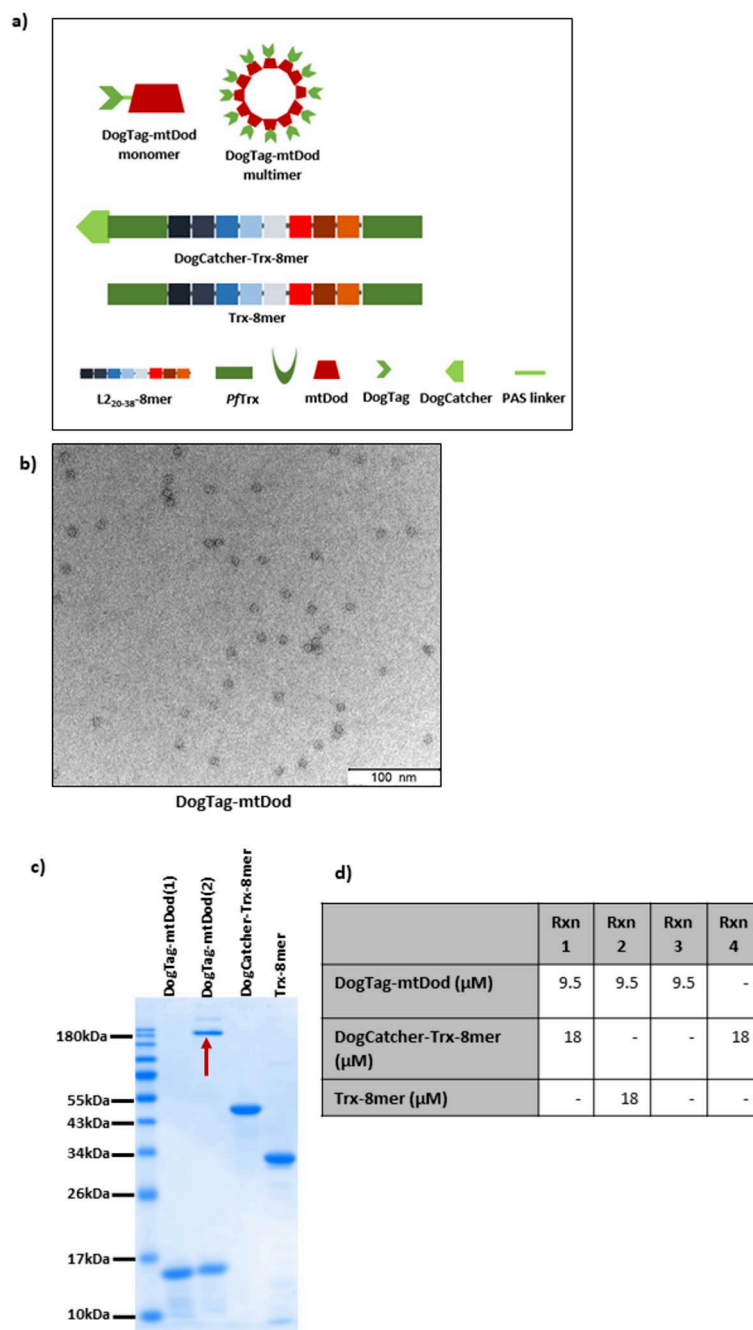 a)
DogTag-mtDod
monomer
DogTag-mtDod
multimer
DogCatcher-Trx-8mer
Trx-8mer
L2₂₀₋₃₈-8mer
PfTrx
mtDod
DogTag
DogCatcher
PAS linker
b)
100 nm
DogTag-mtDod
c)
DogTag-mtDod(1)
DogTag-mtDod(2)
DogCatcher-Trx-8mer
Trx-8mer
180kDa
55kDa
43kDa
34kDa
26kDa
17kDa
10kDa
d)
Rxn 1 Rxn 2 Rxn 3 Rxn 4
DogTag-mtDod (μM) 9.5 9.5 9.5 -
DogCatcher-Trx-8mer (μM) 18 - - 18
Trx-8mer (μM) - 18 - -